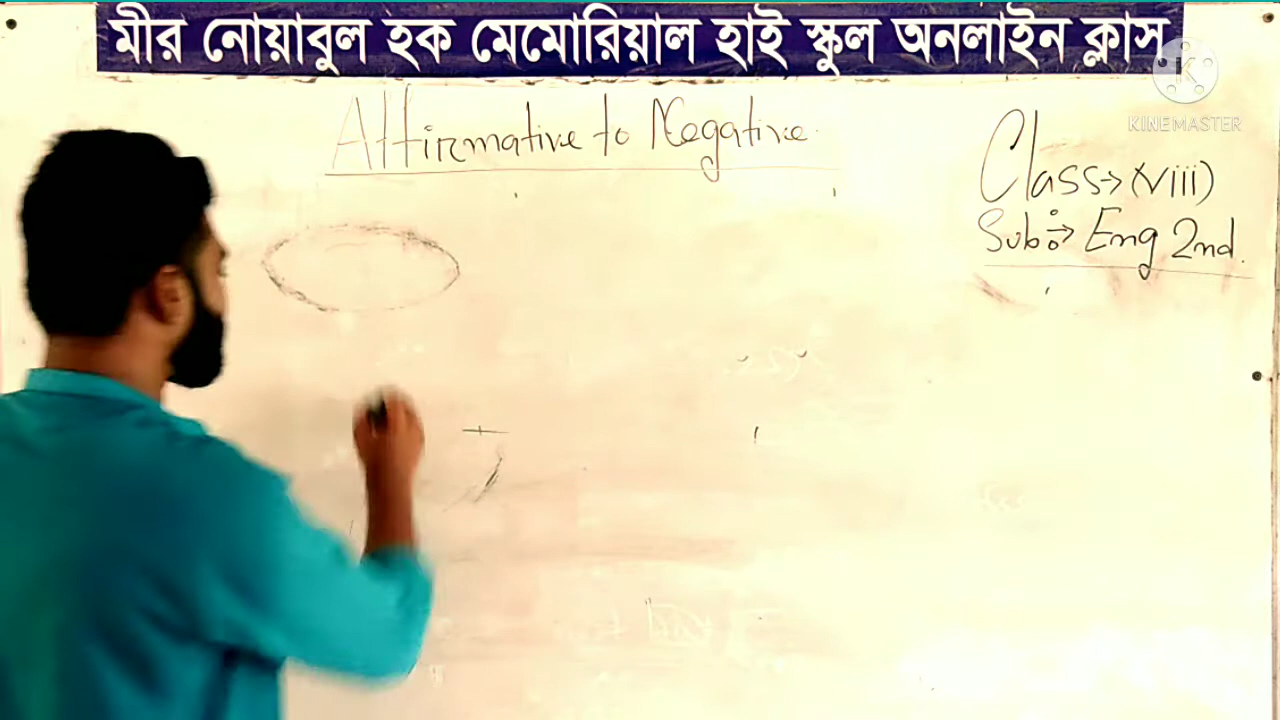 মীর নোয়াবুল হক মেমোরিয়াল হাই স্কুল অনলাইন ক্লাস
KINEMASTER
Affirmative to Negative
Class→(viii)
Sub:→ Eng 2nd.